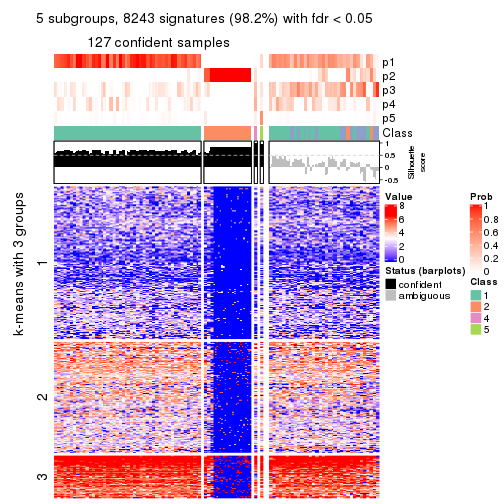 5 subgroups, 8243 signatures (98.2%) with fdr < 0.05
127 confident samples
p1
p2
p3
p4
p5
Class
1
0.5
0
-0.5
Silhouette
score
k-means with 3 groups
1
2
3
Value
8
6
4
2
0
Status (barplots)
confident
ambiguous
Prob
1
0.8
0.6
0.4
0.2
0
Class
1
2
4
5